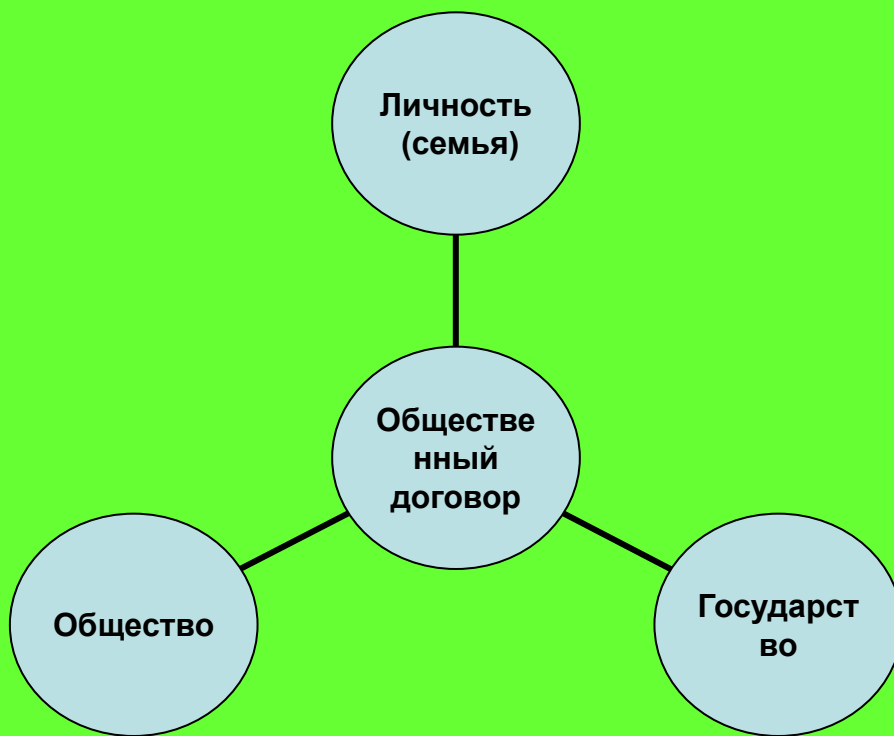 Личность
(семья)
Обществе
нный
договор
Общество
Государст
во